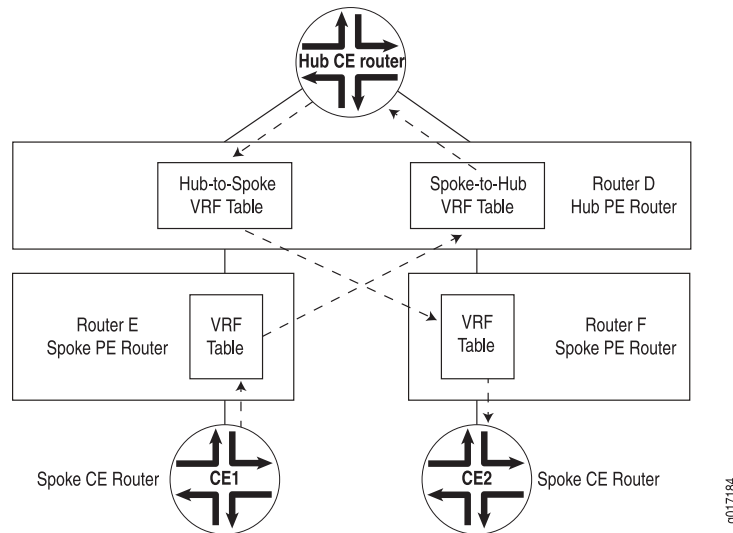 Hub CE router
Hub-to-Spoke
VRF Table
Spoke-to-Hub
VRF Table
Router D
Hub PE Router
Router E
Spoke PE Router
VRF
Table
VRF
Table
Router F
Spoke PE Router
Spoke CE Router
CE1
CE2
Spoke CE Router
g017184